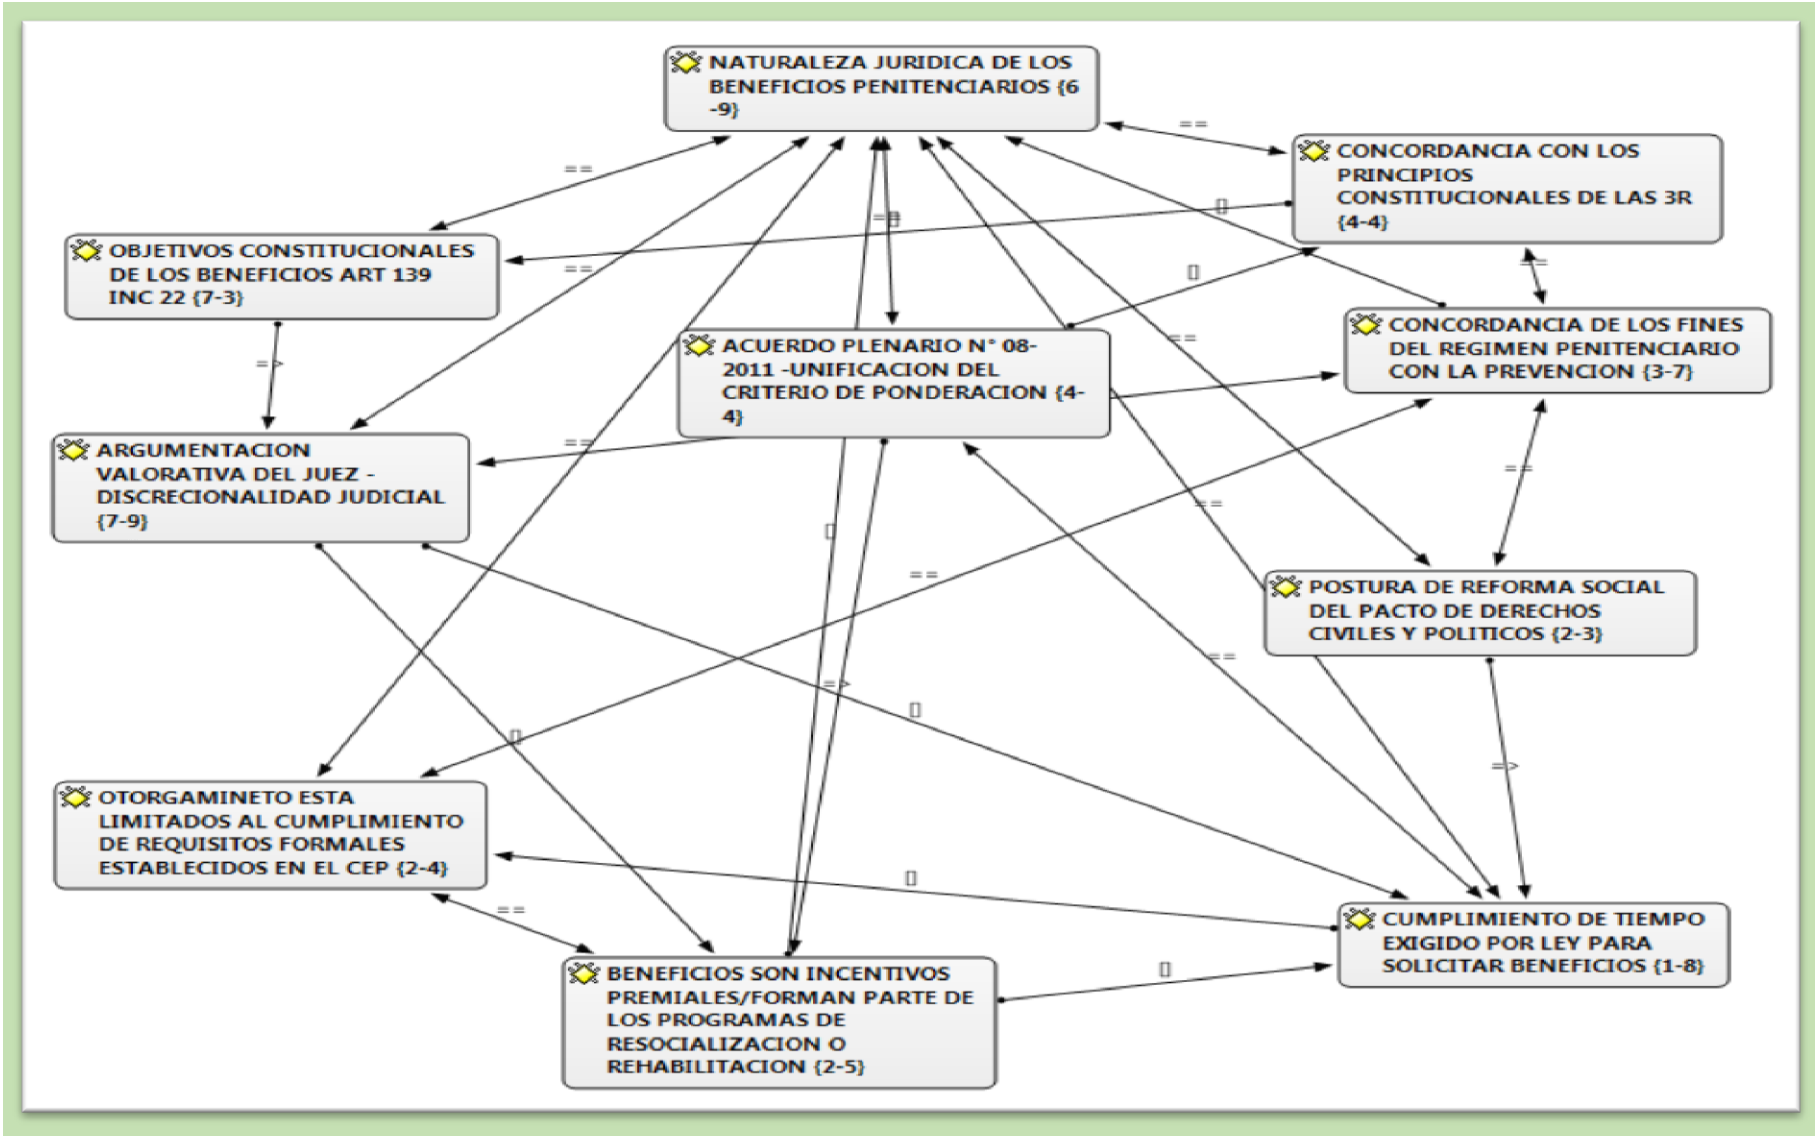 NATURALEZA JURIDICA DE LOS
BENEFICIOS PENITENCIARIOS {6
-9}
==
CONCORDANCIA CON LOS
PRINCIPIOS
CONSTITUCIONALES DE LAS 3R
{4-4}
==
[]
==
OBJETIVOS CONSTITUCIONALES
DE LOS BENEFICIOS ART 139
INC 22 {7-3}
==
[]
==
=>
==
ACUERDO PLENARIO N° 08-
2011 -UNIFICACION DEL
CRITERIO DE PONDERACION {4-
4}
CONCORDANCIA DE LOS FINES
DEL REGIMEN PENITENCIARIO
CON LA PREVENCION {3-7}
ARGUMENTACION
VALORATIVA DEL JUEZ -
DISCRECIONALIDAD JUDICIAL
{7-9}
==
==
==
[]
==
POSTURA DE REFORMA SOCIAL
DEL PACTO DE DERECHOS
CIVILES Y POLITICOS {2-3}
==
=>
[]
[]
=>
OTORGAMINETO ESTA
LIMITADOS AL CUMPLIMIENTO
DE REQUISITOS FORMALES
ESTABLECIDOS EN EL CEP {2-4}
[]
==
CUMPLIMIENTO DE TIEMPO
EXIGIDO POR LEY PARA
SOLICITAR BENEFICIOS {1-8}
[]
BENEFICIOS SON INCENTIVOS
PREMIALES/FORMAN PARTE DE
LOS PROGRAMAS DE
RESOCIALIZACION O
REHABILITACION {2-5}